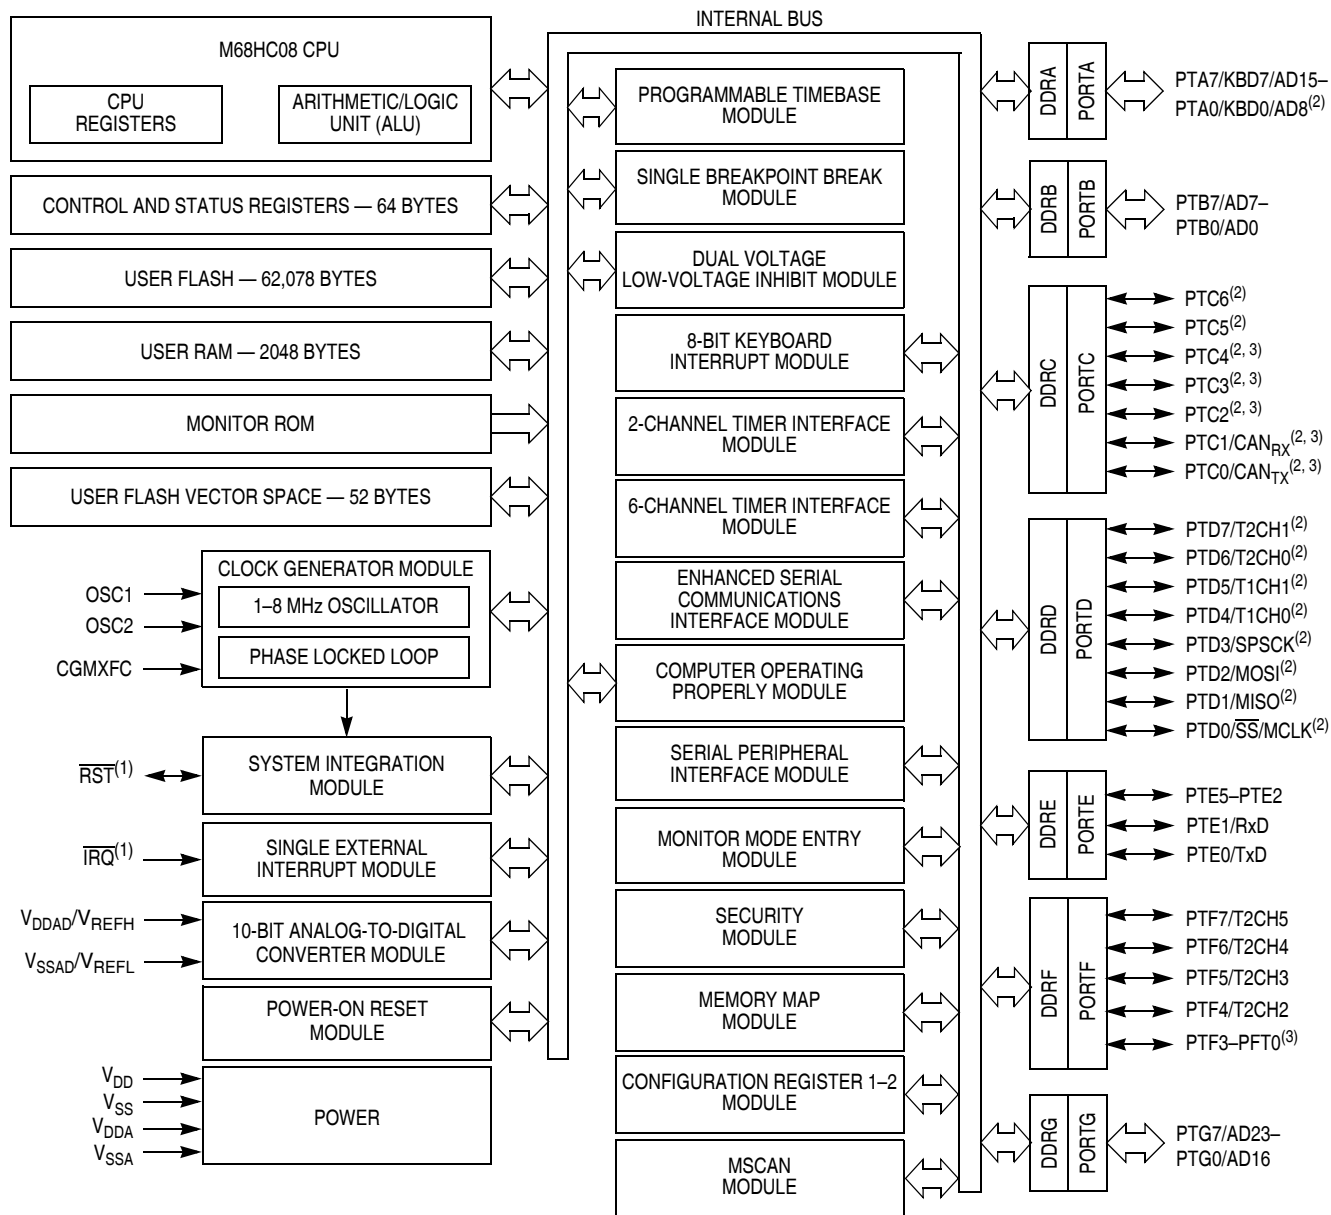 INTERNAL BUS
M68HC08 CPU
CPU
REGISTERS
ARITHMETIC/LOGIC
UNIT (ALU)
CONTROL AND STATUS REGISTERS — 64 BYTES
USER FLASH — 62,078 BYTES
USER RAM — 2048 BYTES
MONITOR ROM
USER FLASH VECTOR SPACE — 52 BYTES
CLOCK GENERATOR MODULE
1–8 MHz OSCILLATOR
PHASE LOCKED LOOP
OSC1
OSC2
CGMXFC
SYSTEM INTEGRATION
MODULE
RST(1)
SINGLE EXTERNAL
INTERRUPT MODULE
IRQ(1)
10-BIT ANALOG-TO-DIGITAL
CONVERTER MODULE
VDDAD/VREFH
VSSAD/VREFL
POWER-ON RESET
MODULE
POWER
VDD
VSS
VDDA
VSSA
PROGRAMMABLE TIMEBASE
MODULE
SINGLE BREAKPOINT BREAK
MODULE
DUAL VOLTAGE
LOW-VOLTAGE INHIBIT MODULE
8-BIT KEYBOARD
INTERRUPT MODULE
2-CHANNEL TIMER INTERFACE
MODULE
6-CHANNEL TIMER INTERFACE
MODULE
ENHANCED SERIAL
COMMUNICATIONS
INTERFACE MODULE
COMPUTER OPERATING
PROPERLY MODULE
SERIAL PERIPHERAL
INTERFACE MODULE
MONITOR MODE ENTRY
MODULE
SECURITY
MODULE
MEMORY MAP
MODULE
CONFIGURATION REGISTER 1–2
MODULE
MSCAN
MODULE
DDRA
PORTA
PTA7/KBD7/AD15–
PTA0/KBD0/AD8(2)
DDRB
PORTB
PTB7/AD7–
PTB0/AD0
DDRC
PORTC
PTC6(2)
PTC5(2)
PTC4(2, 3)
PTC3(2, 3)
PTC2(2, 3)
PTC1/CANRX(2, 3)
PTC0/CANTX(2, 3)
DDRD
PORTD
PTD7/T2CH1(2)
PTD6/T2CH0(2)
PTD5/T1CH1(2)
PTD4/T1CH0(2)
PTD3/SPSCK(2)
PTD2/MOSI(2)
PTD1/MISO(2)
PTD0/SS/MCLK(2)
DDRE
PORTE
PTE5–PTE2
PTE1/RxD
PTE0/TxD
DDRF
PORTF
PTF7/T2CH5
PTF6/T2CH4
PTF5/T2CH3
PTF4/T2CH2
PTF3–PFT0(3)
DDRG
PORTG
PTG7/AD23–
PTG0/AD16